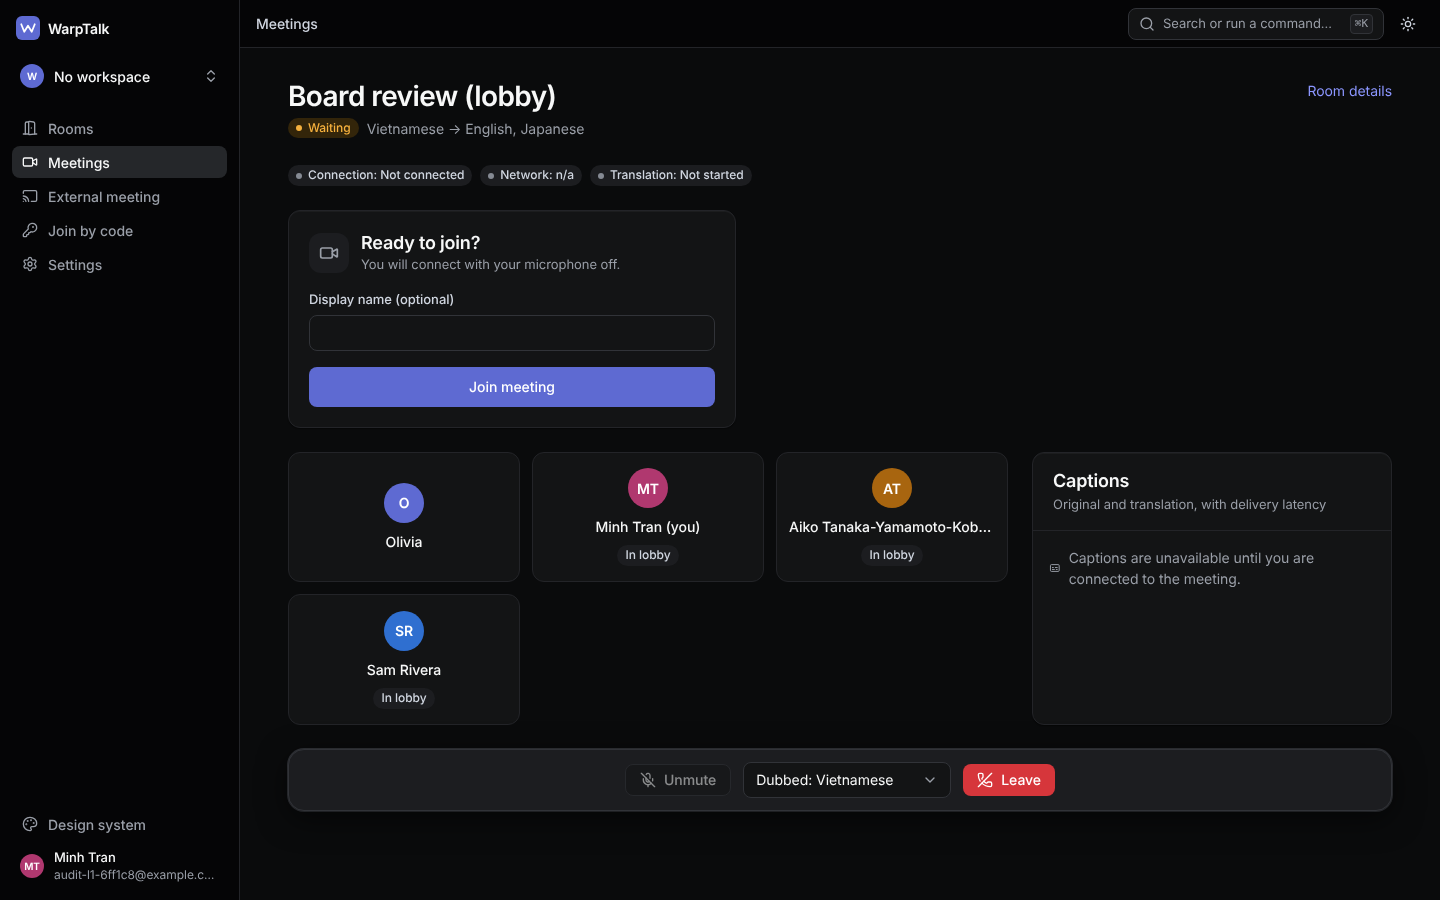 WarpTalk
W
No workspace
Rooms
Meetings
External meeting
Join by code
Settings
Design system
MT
Minh Tran
audit-l1-6ff1c8@example.c...
Meetings
Search or run a command...
⌘K
Board review (lobby)
Room details
Waiting
Vietnamese → English, Japanese
Connection: Not connected
Network: n/a
Translation: Not started
Ready to join?
You will connect with your microphone off.
Display name (optional)
Join meeting
O
Olivia
MT
Minh Tran (you)
In lobby
AT
Aiko Tanaka-Yamamoto-Kob...
In lobby
SR
Sam Rivera
In lobby
Captions
Original and translation, with delivery latency
Captions are unavailable until you are
connected to the meeting.
Unmute
Dubbed: Vietnamese
Leave